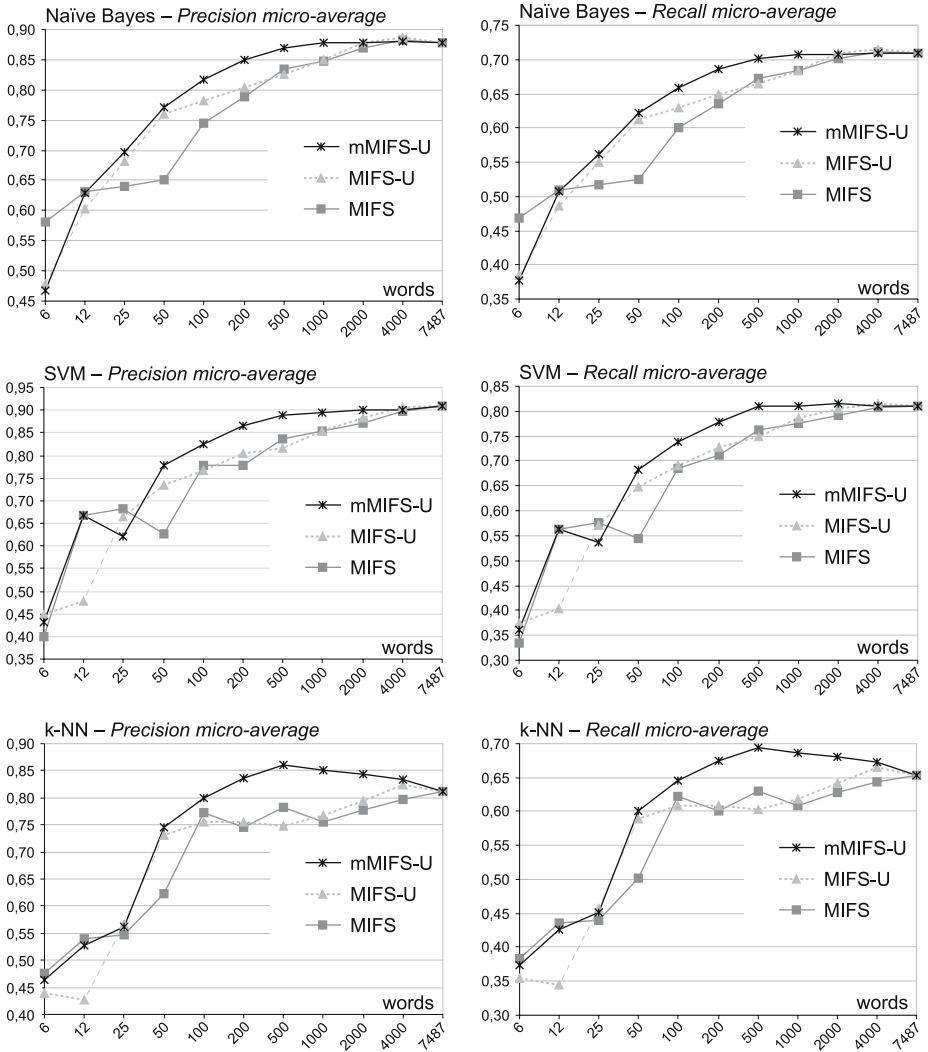 Naïve Bayes – Precision micro-average
0,90
0,85
0,80
0,75
0,70
0,65
0,60
0,55
0,50
0,45
mMIFS-U
MIFS-U
MIFS
words
6 12 25 50 100 200 500 1000 2000 4000 7487
Naïve Bayes – Recall micro-average
0,75
0,70
0,65
0,60
0,55
0,50
0,45
0,40
0,35
mMIFS-U
MIFS-U
MIFS
words
6 12 25 50 100 200 500 1000 2000 4000 7487
SVM – Precision micro-average
0,95
0,90
0,85
0,80
0,75
0,70
0,65
0,60
0,55
0,50
0,45
0,40
0,35
mMIFS-U
MIFS-U
MIFS
words
6 12 25 50 100 200 500 1000 2000 4000 7487
SVM – Recall micro-average
0,85
0,80
0,75
0,70
0,65
0,60
0,55
0,50
0,45
0,40
0,35
0,30
mMIFS-U
MIFS-U
MIFS
words
6 12 25 50 100 200 500 1000 2000 4000 7487
k-NN – Precision micro-average
0,90
0,85
0,80
0,75
0,70
0,65
0,60
0,55
0,50
0,45
0,40
mMIFS-U
MIFS-U
MIFS
words
6 12 25 50 100 200 500 1000 2000 4000 7487
k-NN – Recall micro-average
0,70
0,65
0,60
0,55
0,50
0,45
0,40
0,35
0,30
mMIFS-U
MIFS-U
MIFS
words
6 12 25 50 100 200 500 1000 2000 4000 7487